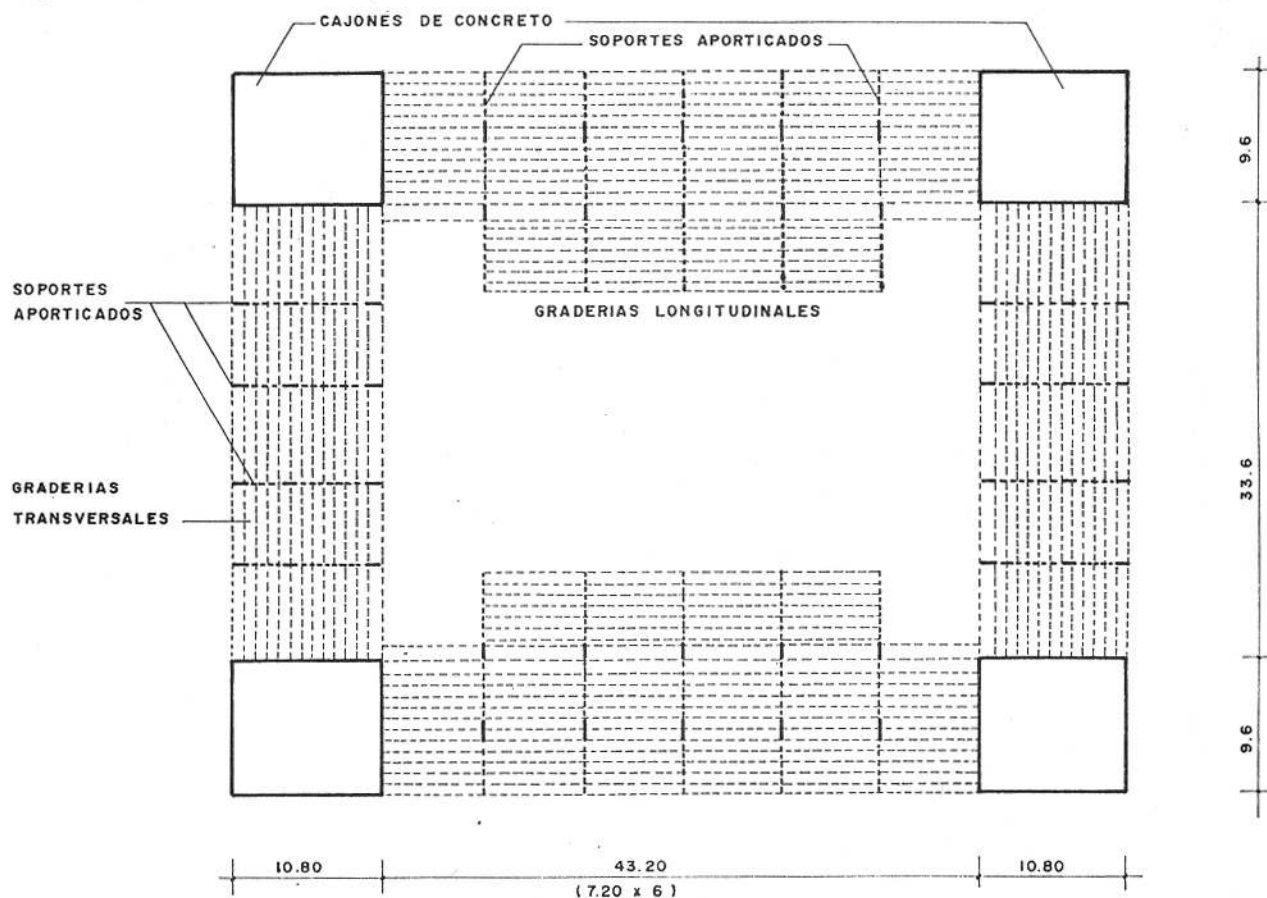 CAJONES DE CONCRETO
SOPORTES APORTICADOS
9.6
SOPORTES
APORTICADOS
GRADERIAS LONGITUDINALES
33.6
GRADERIAS
TRANSVERSALES
9.6
10.80
43.20
10.80
(7.20 x 6)